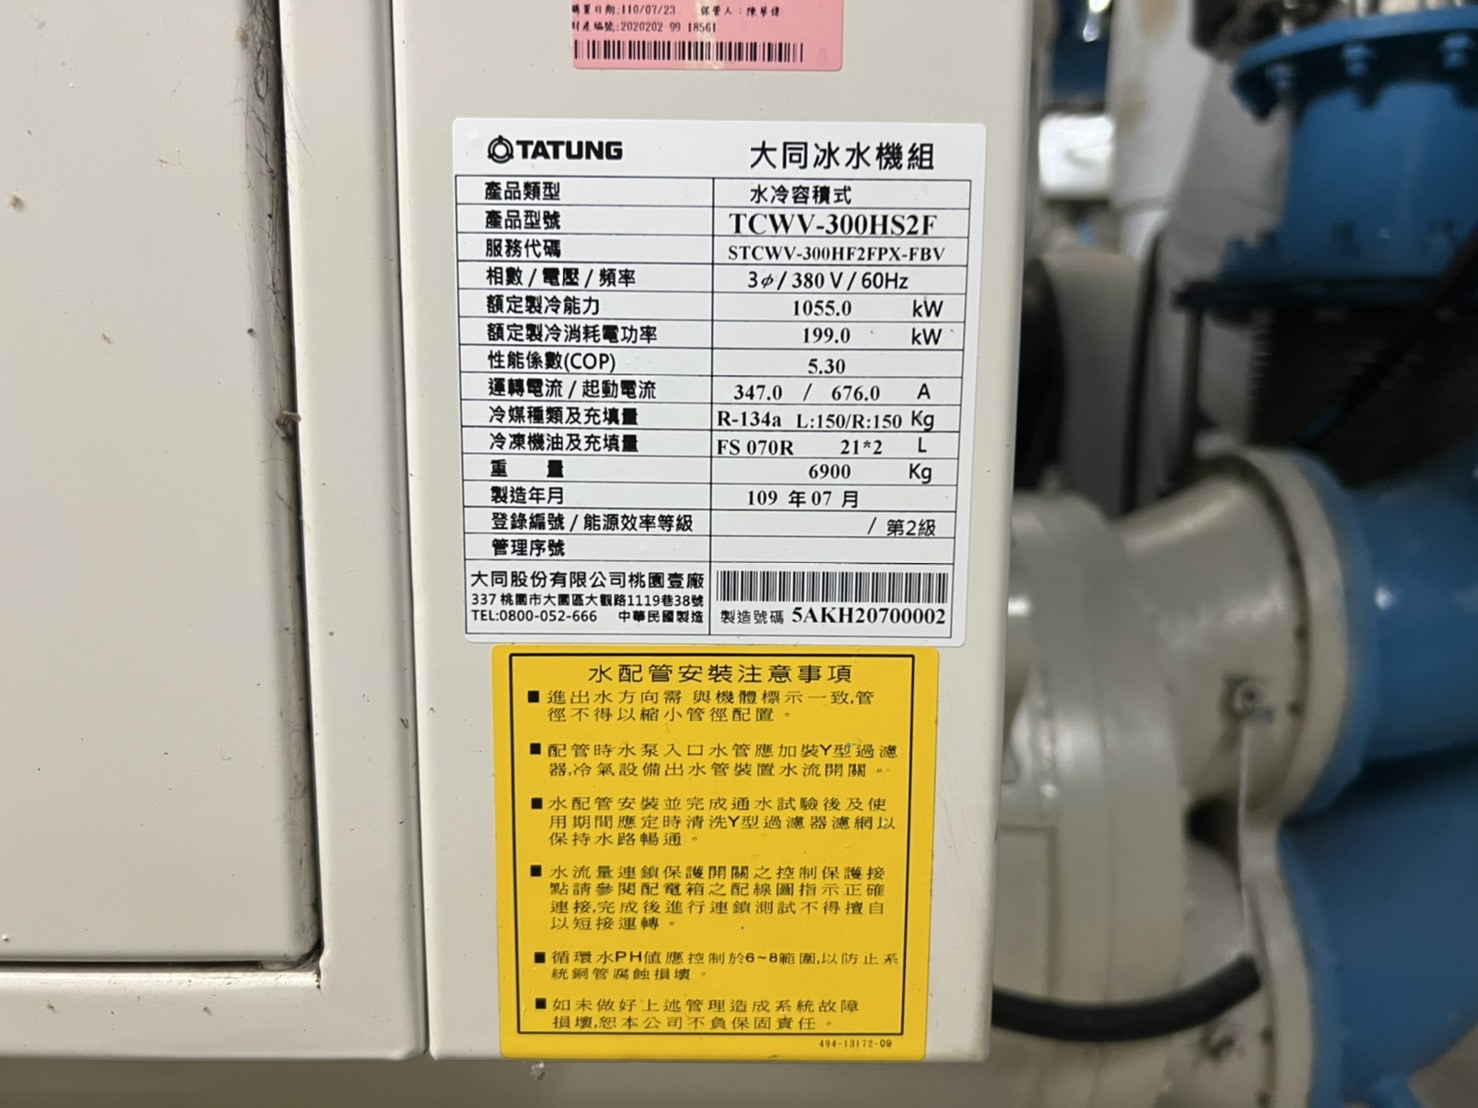 購置日期:110/07/23 保管人:陳筆偉
財產編號:2020202-99 18561
TATUNG 大同冰水機組
產品類型 水冷容積式
產品型號 TCWV-300HS2F
服務代碼 STCWV-300HF2FPX-FBV
相數/電壓/頻率 3φ/380 V/60Hz
額定製冷能力 1055.0 kW
額定製冷消耗電功率 199.0 kW
性能係數(COP) 5.30
運轉電流/起動電流 347.0 / 676.0 A
冷媒種類及充填量 R-134a L:150/R:150 Kg
冷凍機油及充填量 FS 070R 21*2 L
重 量 6900 Kg
製造年月 109 年 07 月
登錄編號/能源效率等級 / 第2級
管理序號
大同股份有限公司桃園壹廠
337 桃園市大園區大觀路1119巷38號
TEL:0800-052-666 中華民國製造
製造號碼 5AKH20700002
水配管安裝注意事項
■ 進出水方向需 與機體標示一致,管
徑不得以縮小管徑配置。
■ 配管時水泵入口水管應加裝Y型過濾
器,冷氣設備出水管裝置水流開關。
■ 水配管安裝並完成通水試驗後及使
用期間應定時清洗Y型過濾器濾網以
保持水路暢通。
■ 水流量連鎖保護開關之控制保護接
點請參閱配電箱之配線圖指示正確
連接,完成後進行連鎖測試不得擅自
以短接運轉。
■ 循環水PH值應控制於6~8範圍,以防止系
統銅管腐蝕損壞。
■ 如未做好上述管理造成系統故障
損壞,恕本公司不負保固責任。
494-13172-09